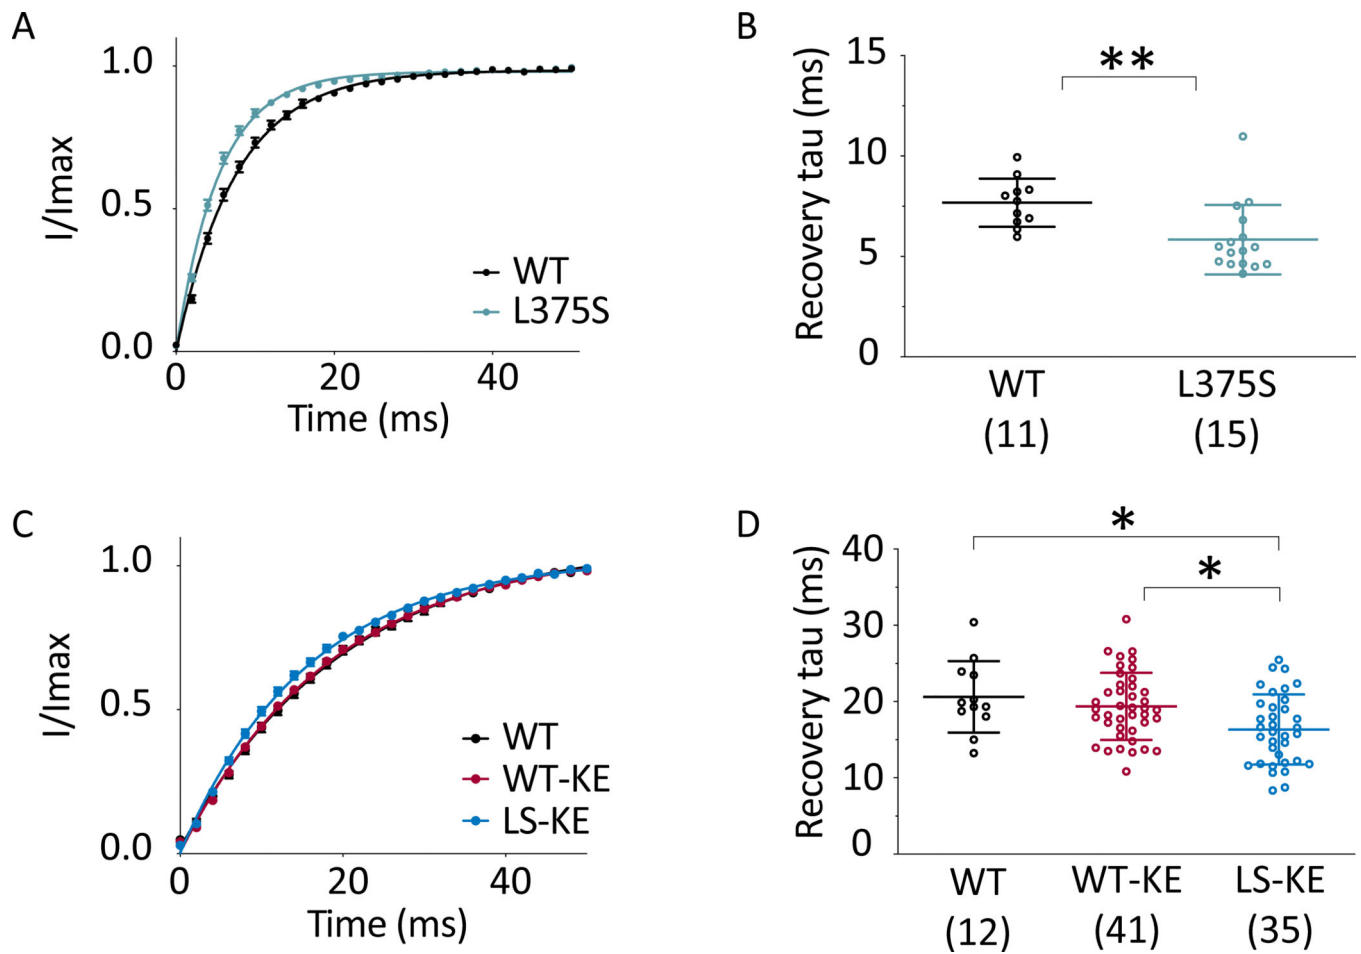 A
I/Imax
1.0
0.5
0.0
0
20
40
Time (ms)
WT
L375S
B
Recovery tau (ms)
15
10
5
0
**
WT
L375S
(11)
(15)
C
I/Imax
1.0
0.5
0.0
0
20
40
Time (ms)
WT
WT-KE
LS-KE
D
Recovery tau (ms)
40
30
20
10
0
*
*
WT
WT-KE
LS-KE
(12)
(41)
(35)